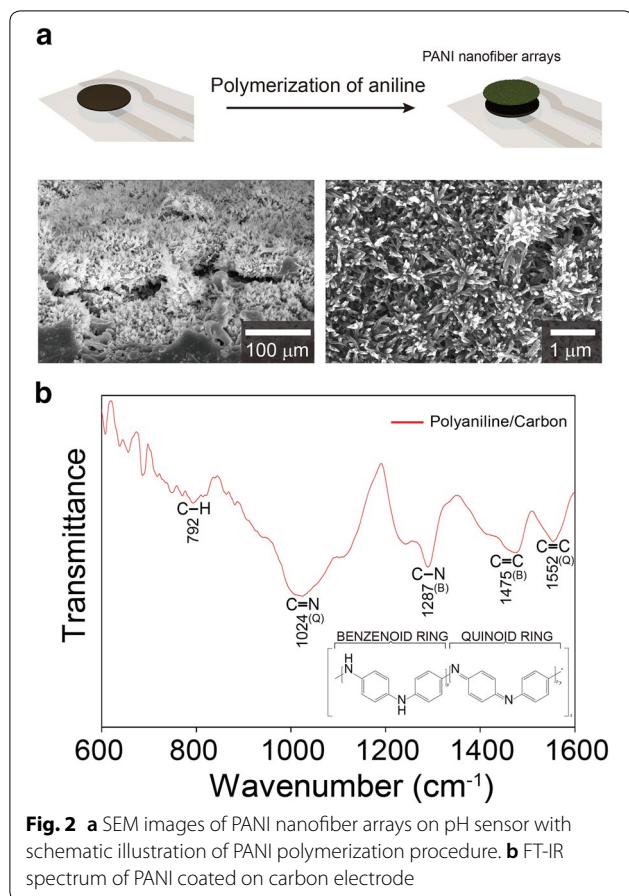 a
PANI nanofiber arrays
Polymerization of aniline
100 μm
1 μm
b
Polyaniline/Carbon
Transmittance
C–H
792
C=N
1024 (Q)
C–N
1287 (B)
C=C
1475 (B)
C=C
1552 (Q)
BENZENOID RING
QUINOID RING
H
N
N
N
H
N
600
800
1000
1200
1400
1600
Wavenumber (cm⁻¹)
Fig. 2 a SEM images of PANI nanofiber arrays on pH sensor with
schematic illustration of PANI polymerization procedure. b FT-IR
spectrum of PANI coated on carbon electrode